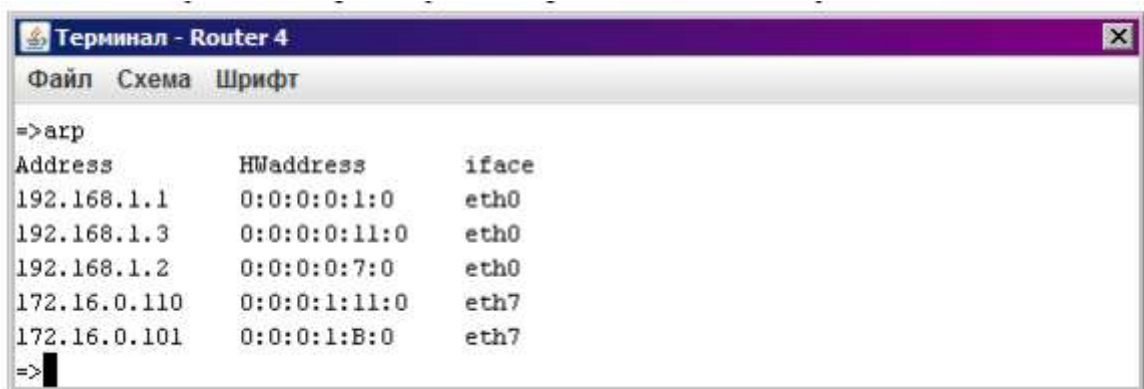 Терминал - Router 4
Файл Схема Шрифт
=>arp
Address HWaddress iface
192.168.1.1 0:0:0:0:1:0 eth0
192.168.1.3 0:0:0:0:11:0 eth0
192.168.1.2 0:0:0:0:7:0 eth0
172.16.0.110 0:0:0:1:11:0 eth7
172.16.0.101 0:0:0:1:B:0 eth7
=>